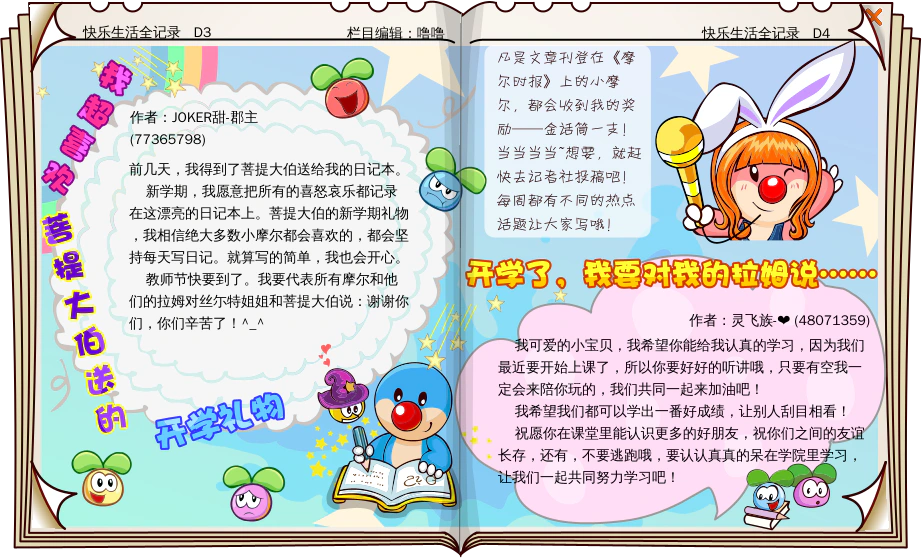 快乐生活全记录 D3
栏目编辑：噜噜
我超喜欢菩提大伯送的
开学礼物
作者：JOKER甜-郡主
(77365798)
前几天，我得到了菩提大伯送给我的日记本。
新学期，我愿意把所有的喜怒哀乐都记录
在这漂亮的日记本上。菩提大伯的新学期礼物
，我相信绝大多数小摩尔都会喜欢的，都会坚
持每天写日记。就算写的简单，我也会开心。
教师节快要到了。我要代表所有摩尔和他
们的拉姆对丝尔特姐姐和菩提大伯说：谢谢你
们，你们辛苦了！^_^
快乐生活全记录 D4
凡是文章刊登在《摩
尔时报》上的小摩
尔，都会收到我的奖
励——金话筒一支！
当当当当~想要，就赶
快去记者社投稿吧！
每周都有不同的热点
话题让大家写哦！
开学了，我要对我的拉姆说……
作者：灵飞族-❤ (48071359)
我可爱的小宝贝，我希望你能给我认真的学习，因为我们
最近要开始上课了，所以你要好好的听讲哦，只要有空我一
定会来陪你玩的，我们共同一起来加油吧！
我希望我们都可以学出一番好成绩，让别人刮目相看！
祝愿你在课堂里能认识更多的好朋友，祝你们之间的友谊
长存，还有，不要逃跑哦，要认认真真的呆在学院里学习，
让我们一起共同努力学习吧！